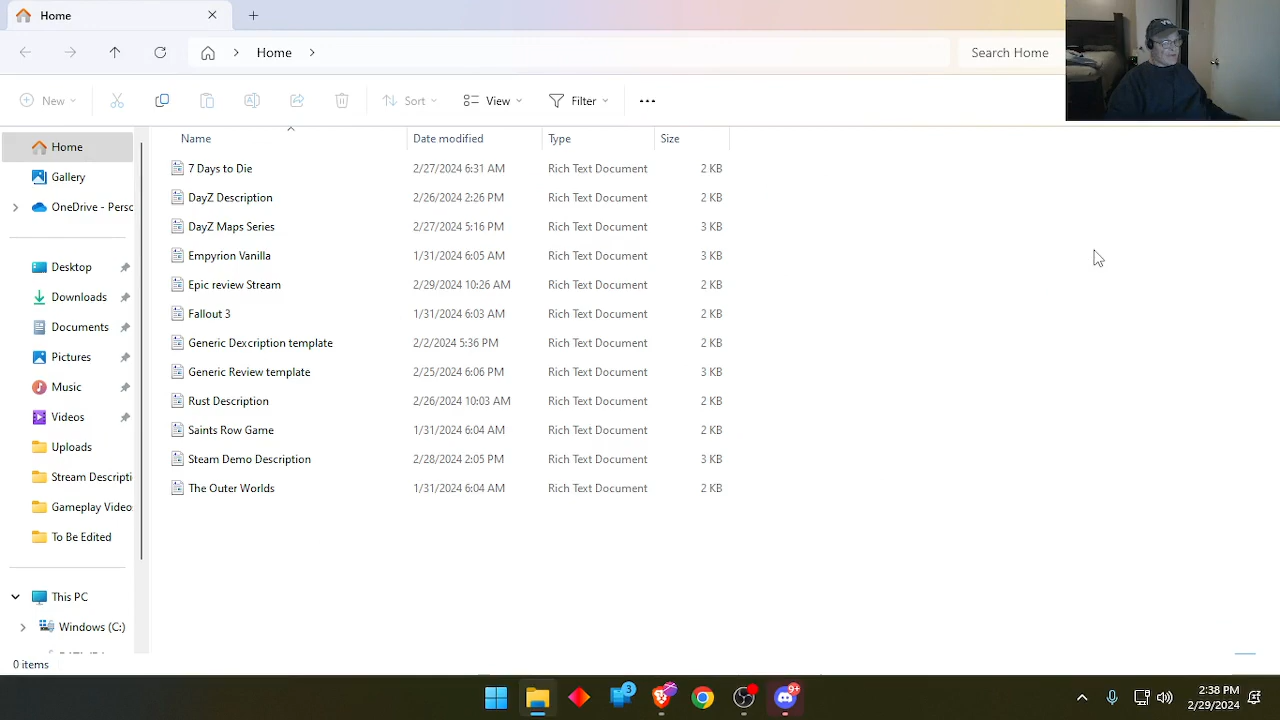 Home
Home
Search Home
New
Sort
View
Filter
Home
Gallery
OneDrive - Perso
Desktop
Downloads
Documents
Pictures
Music
Videos
Uploads
Stream Descripti
Gameplay Video
To Be Edited
This PC
Windows (C:)
Name Date modified Type Size
7 Days to Die 2/27/2024 6:31 AM Rich Text Document 2 KB
DayZ Description 2/26/2024 2:26 PM Rich Text Document 2 KB
DayZ Maps Series 2/27/2024 5:16 PM Rich Text Document 3 KB
Empyrion Vanilla 1/31/2024 6:05 AM Rich Text Document 3 KB
Epic review Stream 2/29/2024 10:26 AM Rich Text Document 2 KB
Fallout 3 1/31/2024 6:03 AM Rich Text Document 2 KB
Generic Dexcription template 2/2/2024 5:36 PM Rich Text Document 2 KB
Generic Review template 2/25/2024 6:06 PM Rich Text Document 3 KB
Rust Description 2/26/2024 10:03 AM Rich Text Document 2 KB
Saints Row Game 1/31/2024 6:04 AM Rich Text Document 2 KB
Steam Demo Description 2/28/2024 2:05 PM Rich Text Document 3 KB
The Outer Worlds 1/31/2024 6:04 AM Rich Text Document 2 KB
0 items
3
9+
2:38 PM
2/29/2024